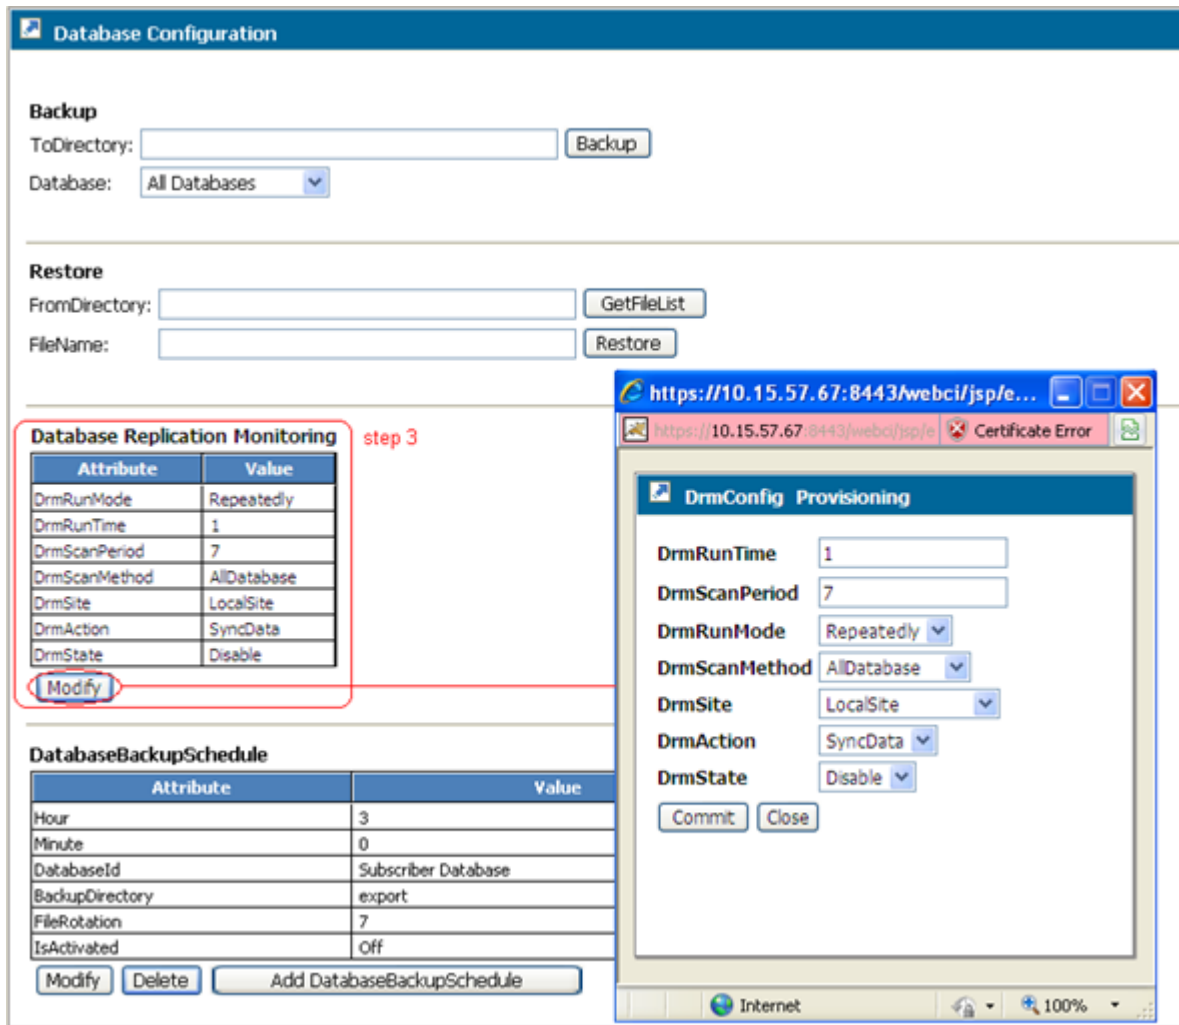 Database Configuration
Backup
ToDirectory: Backup
Database: All Databases
Restore
FromDirectory: GetFileList
FileName: Restore
Database Replication Monitoring step 3
Attribute Value
DrmRunMode Repeatedly
DrmRunTime 1
DrmScanPeriod 7
DrmScanMethod AllDatabase
DrmSite LocalSite
DrmAction SyncData
DrmState Disable
Modify
DatabaseBackupSchedule
Attribute Value
Hour 3
Minute 0
DatabaseId Subscriber Database
BackupDirectory export
FileRotation 7
IsActivated Off
Modify Delete Add DatabaseBackupSchedule
https://10.15.57.67:8443/webci/jsp/e...
https://10.15.57.67:8443/webci/jsp/e Certificate Error
DrmConfig Provisioning
DrmRunTime 1
DrmScanPeriod 7
DrmRunMode Repeatedly
DrmScanMethod AllDatabase
DrmSite LocalSite
DrmAction SyncData
DrmState Disable
Commit Close
Internet 100%